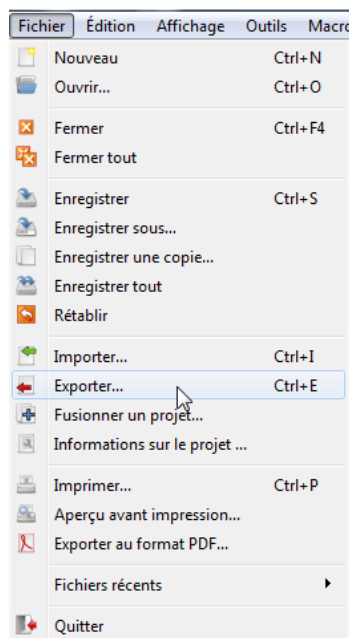 Fichier Édition Affichage Outils Macro
Nouveau Ctrl+N
Ouvrir... Ctrl+O
Fermer Ctrl+F4
Fermer tout
Enregistrer Ctrl+S
Enregistrer sous...
Enregistrer une copie...
Enregistrer tout
Rétablir
Importer... Ctrl+I
Exporter... Ctrl+E
Fusionner un projet...
Informations sur le projet ...
Imprimer... Ctrl+P
Aperçu avant impression...
Exporter au format PDF...
Fichiers récents
Quitter